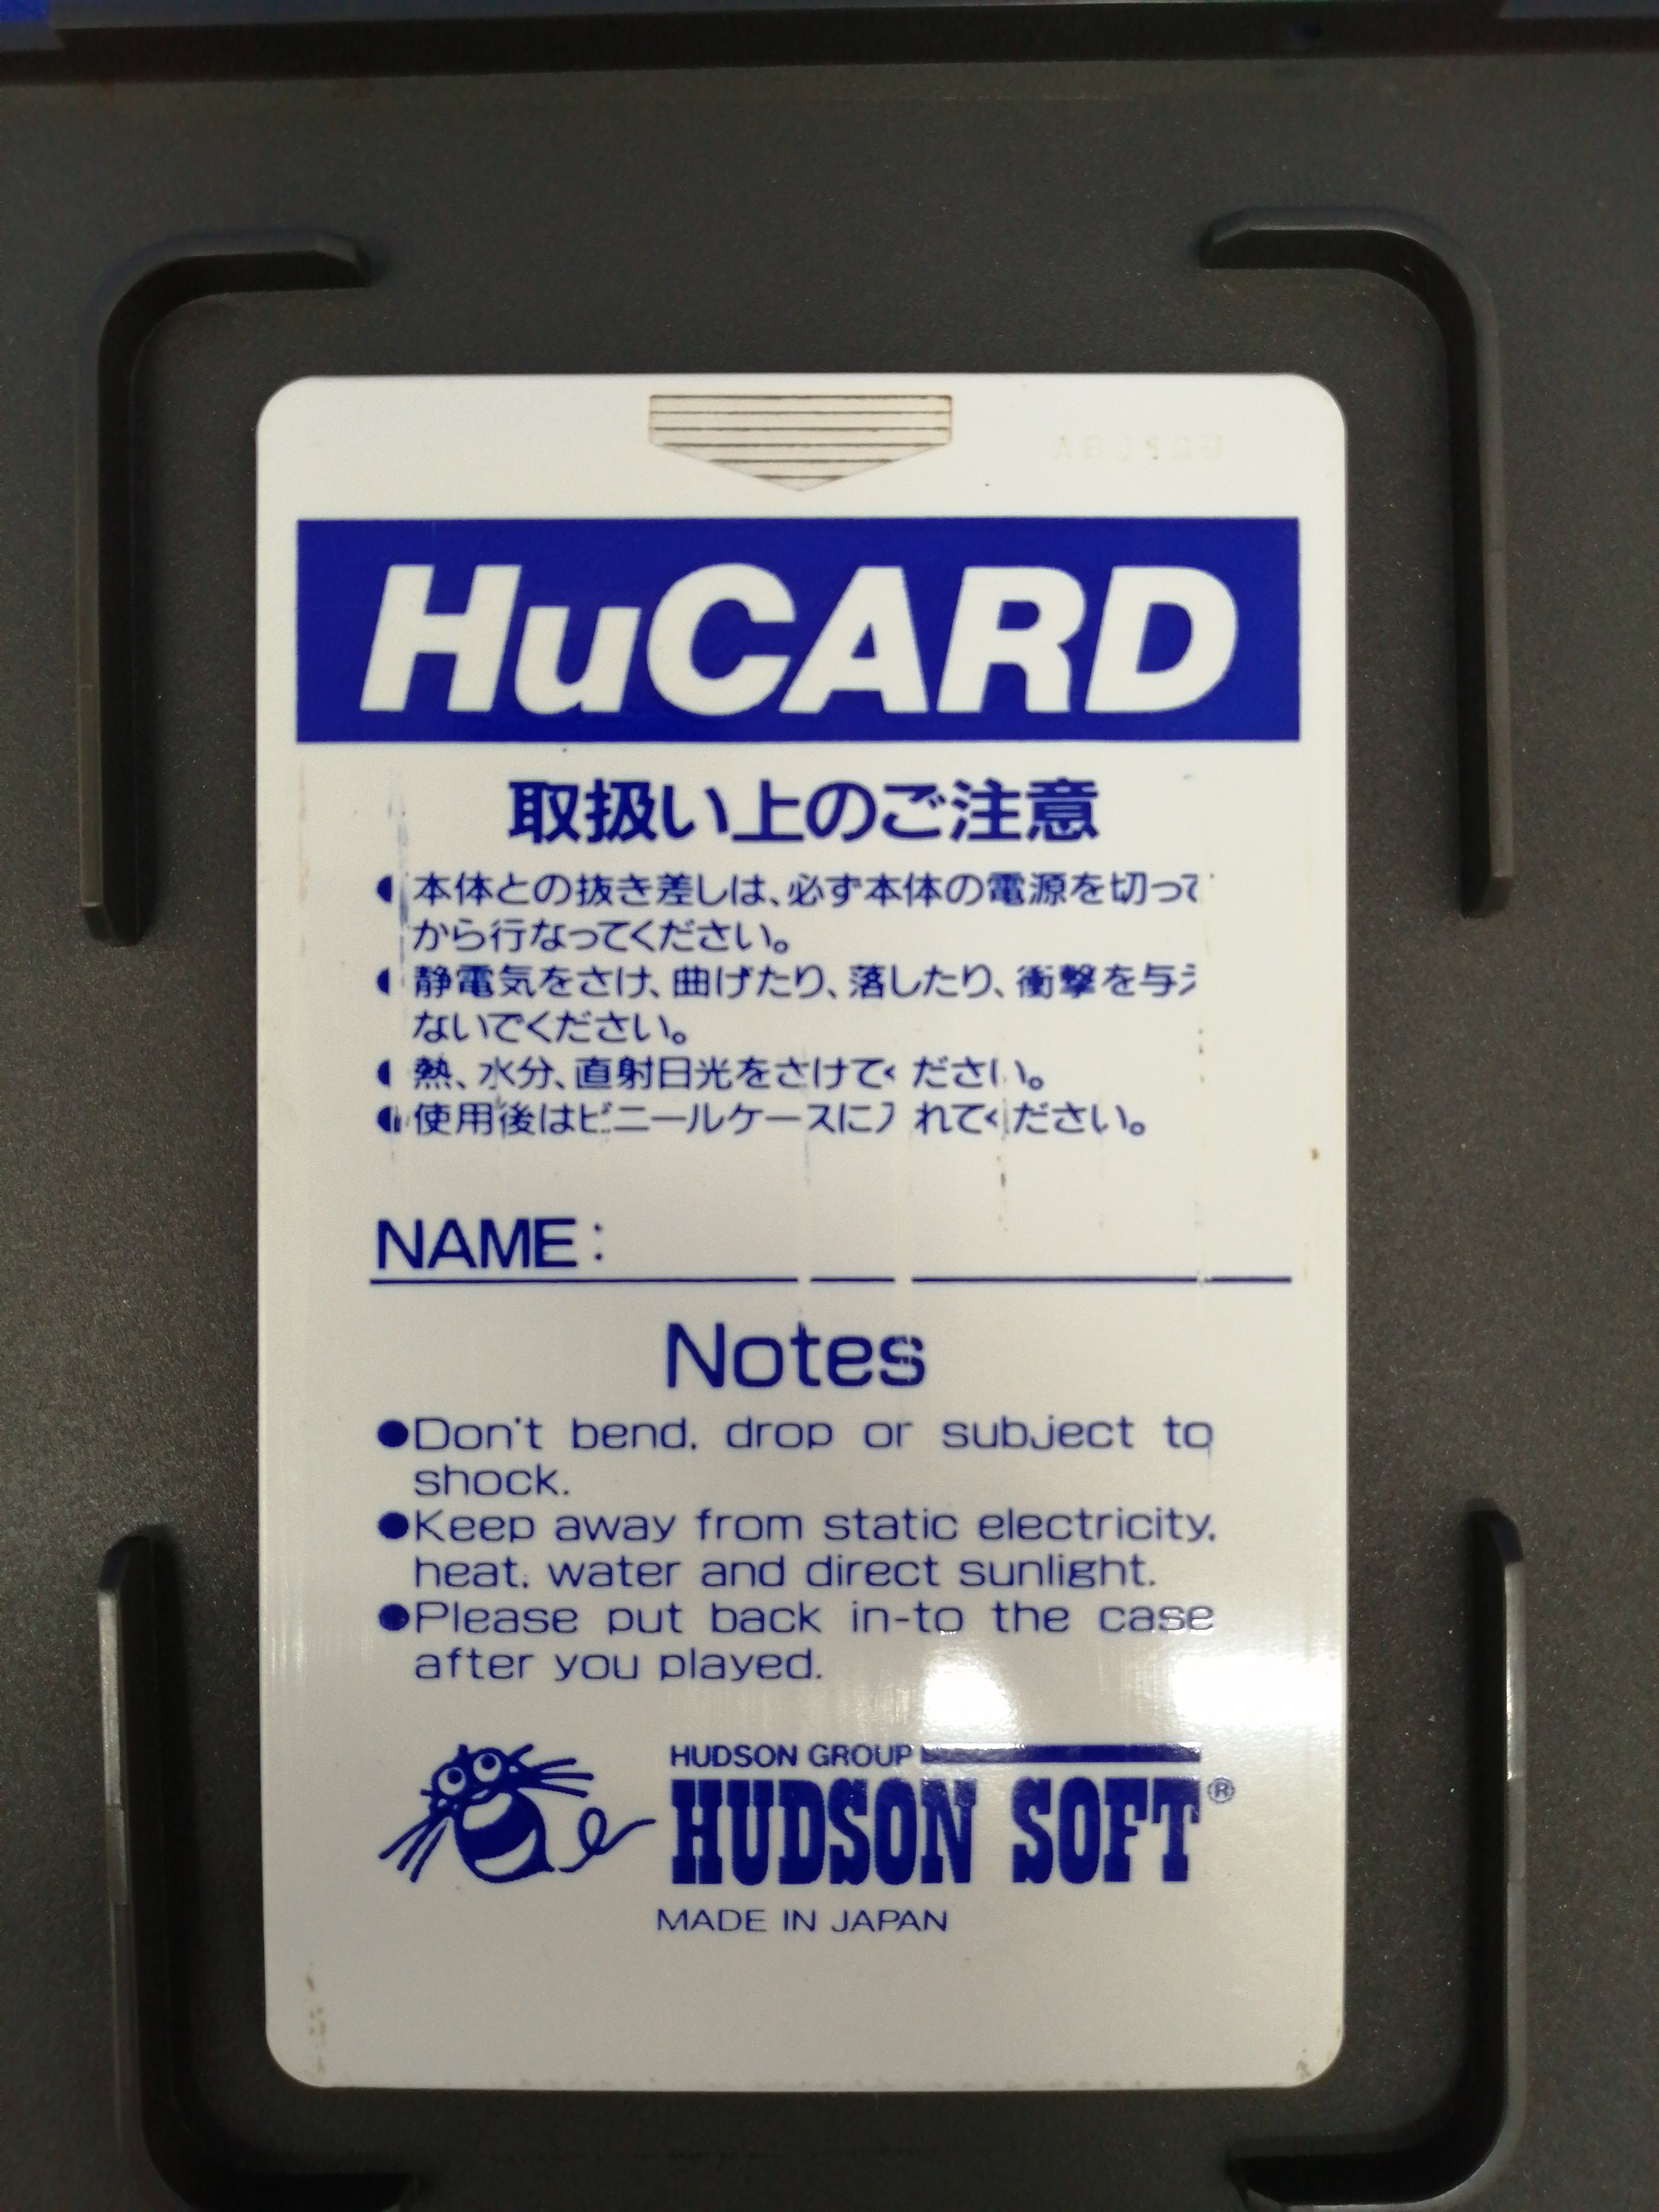 HuCARD
取扱い上のご注意
●本体との抜き差しは、必ず本体の電源を切って
から行なってください。
●静電気をさけ、曲げたり、落したり、衝撃を与え
ないでください。
●熱、水分、直射日光をさけてください。
●使用後はビニールケースに入れてください。
NAME:
Notes
●Don't bend, drop or subject to
shock.
●Keep away from static electricity,
heat, water and direct sunlight.
●Please put back in-to the case
after you played.
HUDSON GROUP
HUDSON SOFT®
MADE IN JAPAN